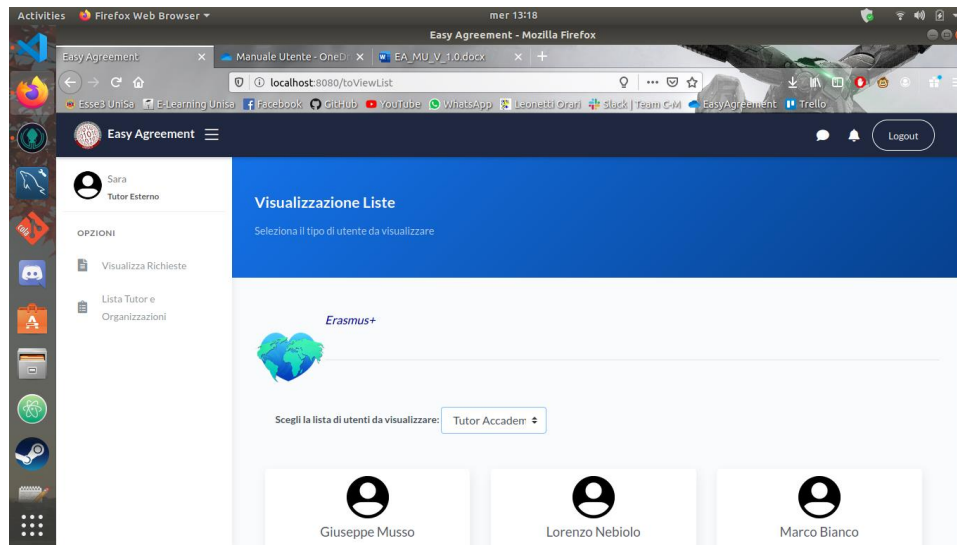 Activities Firefox Web Browser mer 13:18
Easy Agreement - Mozilla Firefox
Easy Agreement Manuale Utente - OneD EA_MU_V_1.0.docx
localhost:8080/toViewList
Esse3 UniSa E-Learning Unisa Facebook GitHub YouTube WhatsApp Leonetti Orari Slack | Team C-M EasyAgreement Trello
Easy Agreement Logout
Sara
Tutor Esterno
OPZIONI
Visualizza Richieste
Lista Tutor e
Organizzazioni
Visualizzazione Liste
Seleziona il tipo di utente da visualizzare
Erasmus+
Scegli la lista di utenti da visualizzare: Tutor Accadem
Giuseppe Musso Lorenzo Nebiolo Marco Bianco